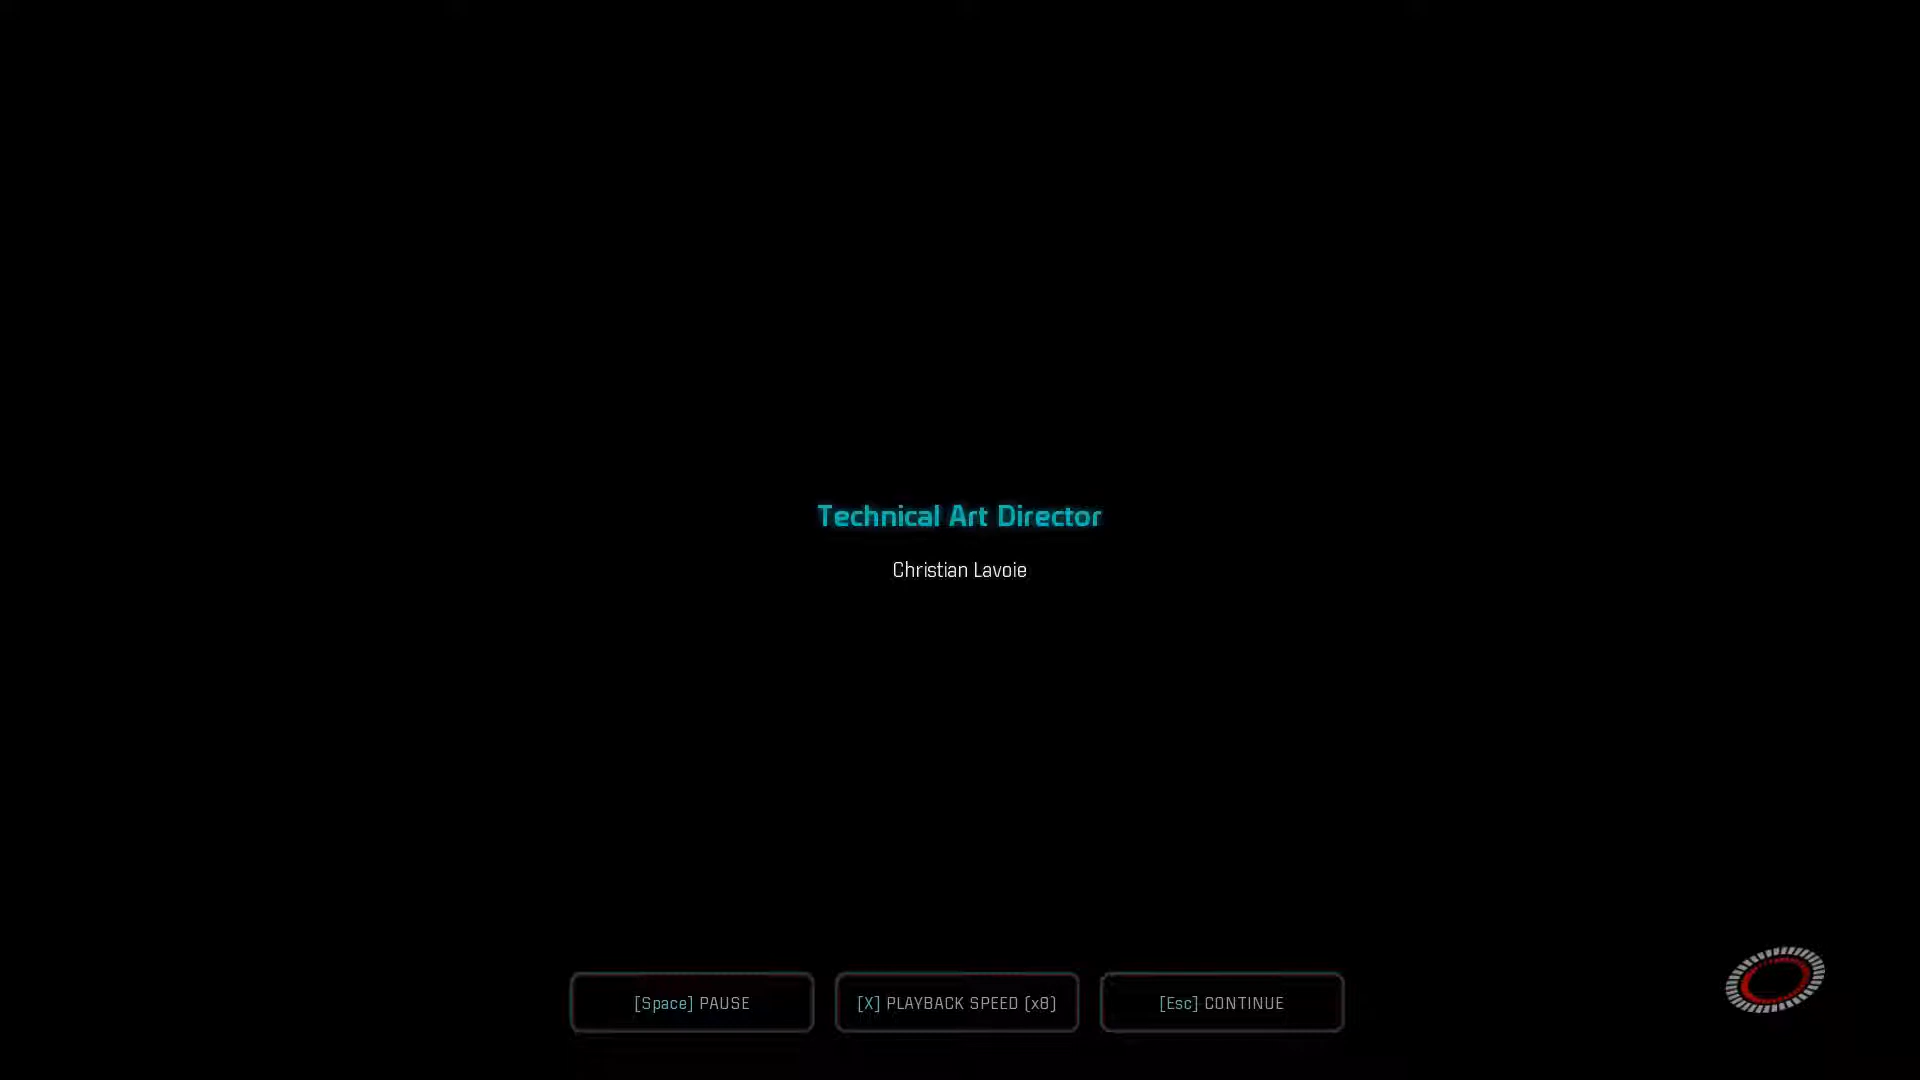 Technical Art Director
Christian Lavoie
[Space] PAUSE
[X] PLAYBACK SPEED (x8)
[Esc] CONTINUE